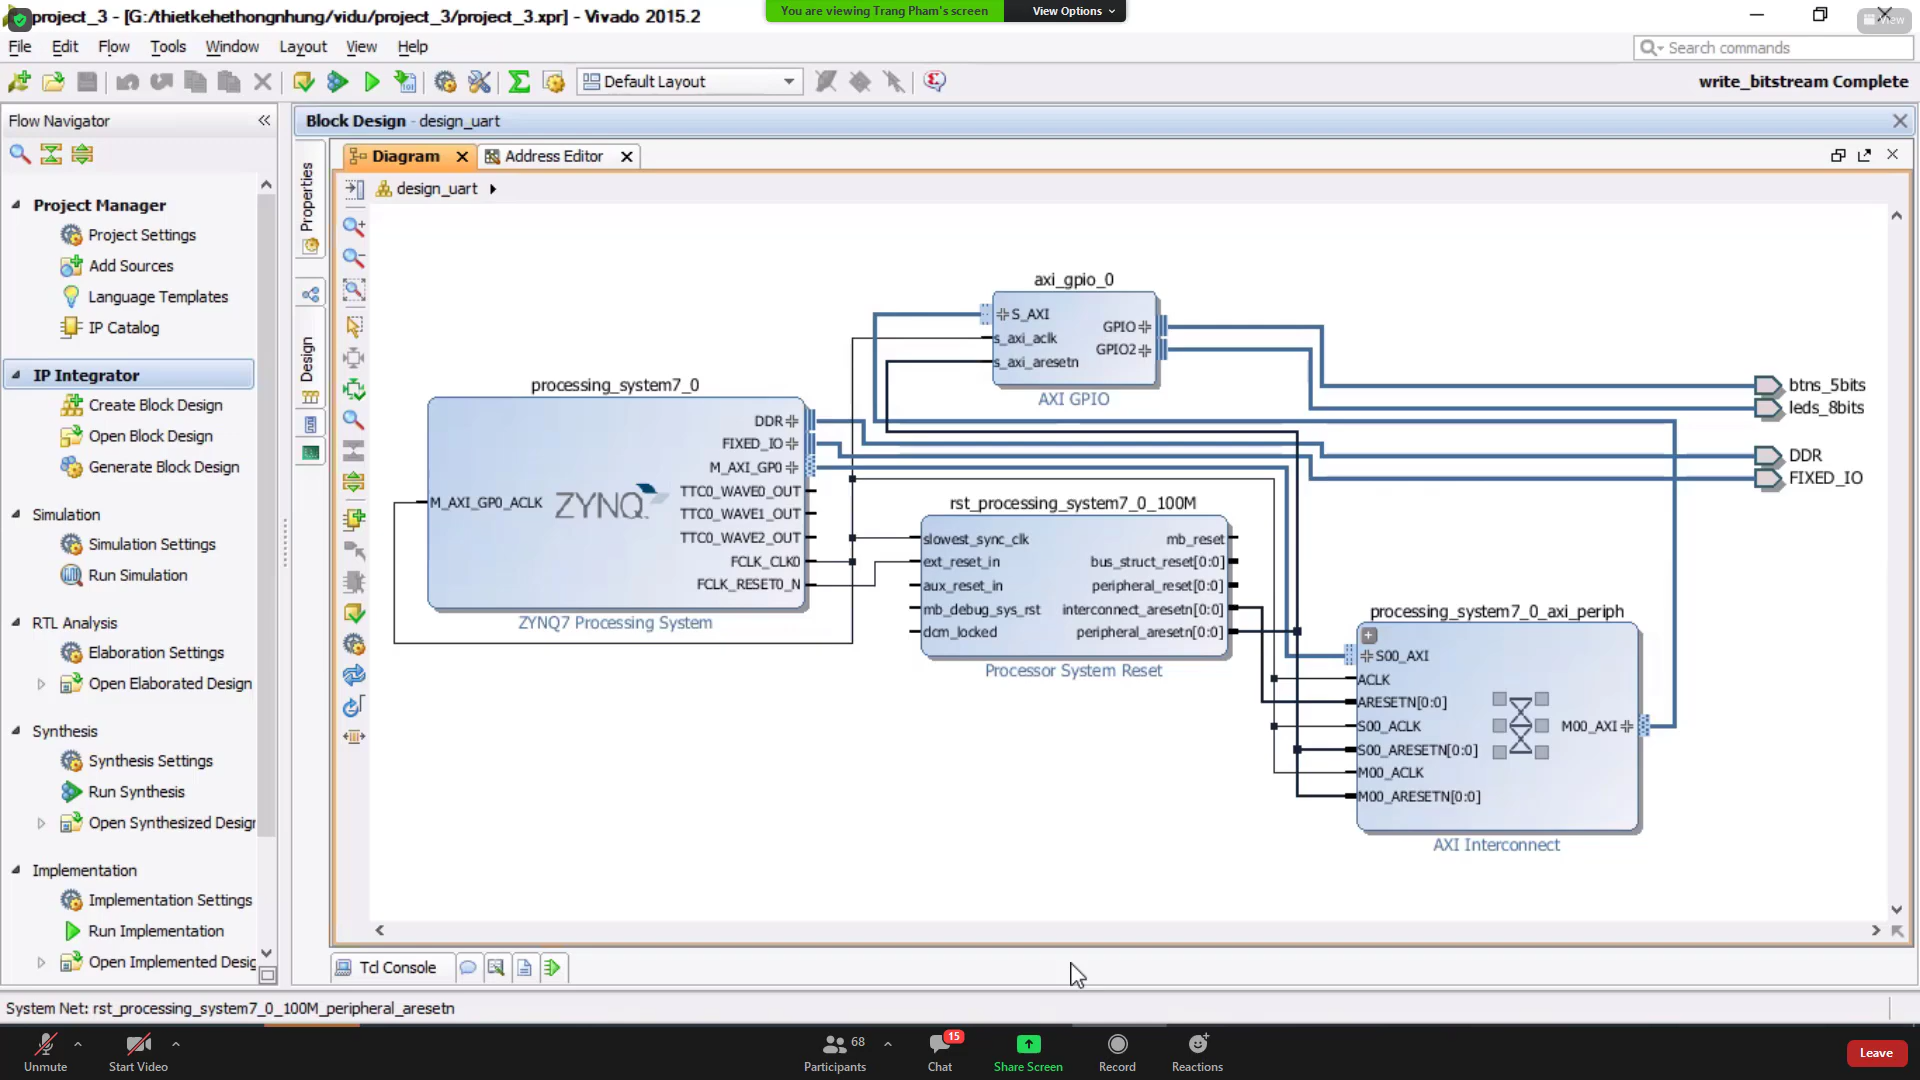 project_3 - [G:/thietkehethongnhung/vidu/project_3/project_3.xpr] - Vivado 2015.2
You are viewing Trang Pham's screen
View Options
View
File Edit Flow Tools Window Layout View Help
Search commands
Default Layout
write_bitstream Complete
Flow Navigator
Project Manager
Project Settings
Add Sources
Language Templates
IP Catalog
IP Integrator
Create Block Design
Open Block Design
Generate Block Design
Simulation
Simulation Settings
Run Simulation
RTL Analysis
Elaboration Settings
Open Elaborated Design
Synthesis
Synthesis Settings
Run Synthesis
Open Synthesized Desigr
Implementation
Implementation Settings
Run Implementation
Open Implemented Desig
Block Design - design_uart
Properties
Design
Diagram
Address Editor
design_uart
axi_gpio_0
S_AXI
s_axi_aclk
s_axi_aresetn
GPIO
GPIO2
AXI GPIO
processing_system7_0
M_AXI_GP0_ACLK
ZYNQ
DDR
FIXED_IO
M_AXI_GP0
TTC0_WAVE0_OUT
TTC0_WAVE1_OUT
TTC0_WAVE2_OUT
FCLK_CLK0
FCLK_RESET0_N
ZYNQ7 Processing System
rst_processing_system7_0_100M
slowest_sync_clk
ext_reset_in
aux_reset_in
mb_debug_sys_rst
dcm_locked
mb_reset
bus_struct_reset[0:0]
peripheral_reset[0:0]
interconnect_aresetn[0:0]
peripheral_aresetn[0:0]
Processor System Reset
processing_system7_0_axi_periph
S00_AXI
ACLK
ARESETN[0:0]
S00_ACLK
S00_ARESETN[0:0]
M00_ACLK
M00_ARESETN[0:0]
M00_AXI
AXI Interconnect
btns_5bits
leds_8bits
DDR
FIXED_IO
Tcl Console
System Net: rst_processing_system7_0_100M_peripheral_aresetn
Unmute
Start Video
68
Participants
15
Chat
Share Screen
Record
Reactions
Leave